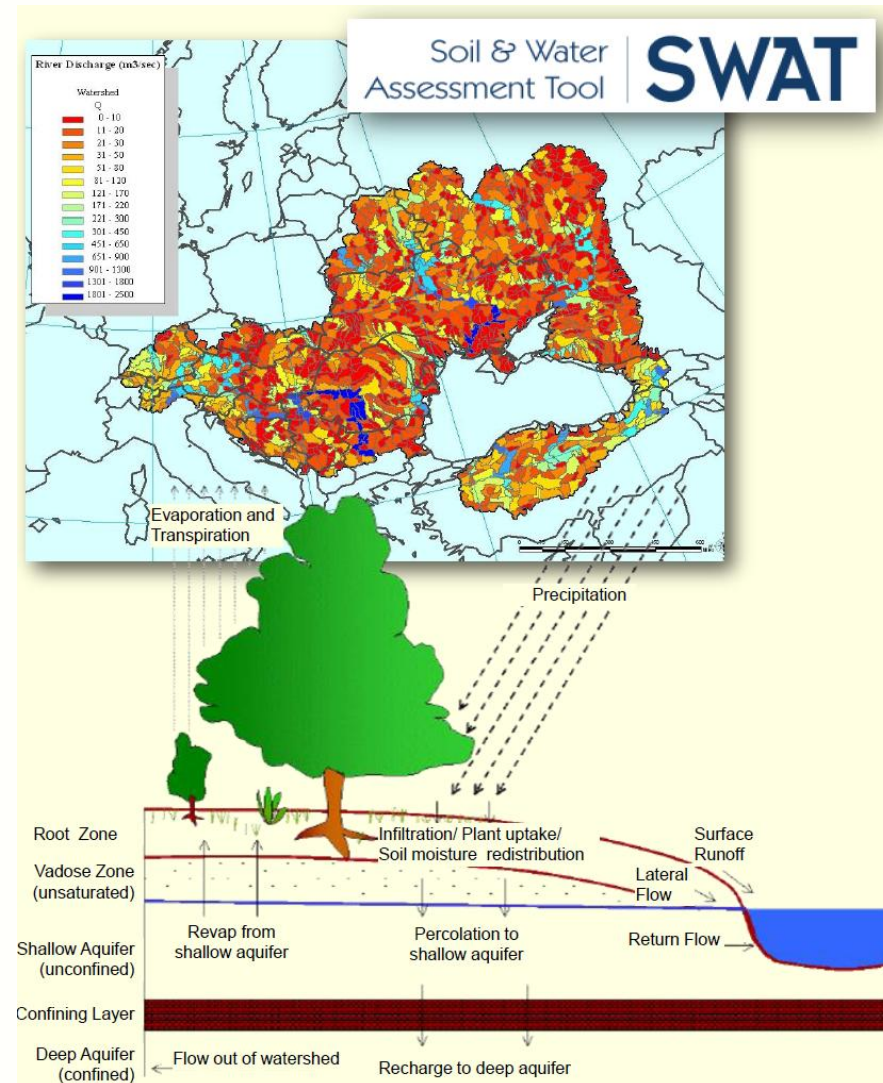 Soil & Water
Assessment Tool
SWAT
River Discharge (m3/sec)
Watershed
Q
0 - 10
11 - 20
21 - 30
31 - 50
51 - 80
81 - 120
121 - 170
171 - 220
221 - 300
301 - 450
451 - 650
651 - 900
901 - 1300
1301 - 1800
1801 - 2500
Evaporation and
Transpiration
Precipitation
Root Zone
Infiltration/ Plant uptake/
Soil moisture redistribution
Surface
Runoff
Vadose Zone
(unsaturated)
Lateral
Flow
Revap from
shallow aquifer
Percolation to
shallow aquifer
Return Flow
Shallow Aquifer
(unconfined)
Confining Layer
Deep Aquifer
(confined)
Flow out of watershed
Recharge to deep aquifer